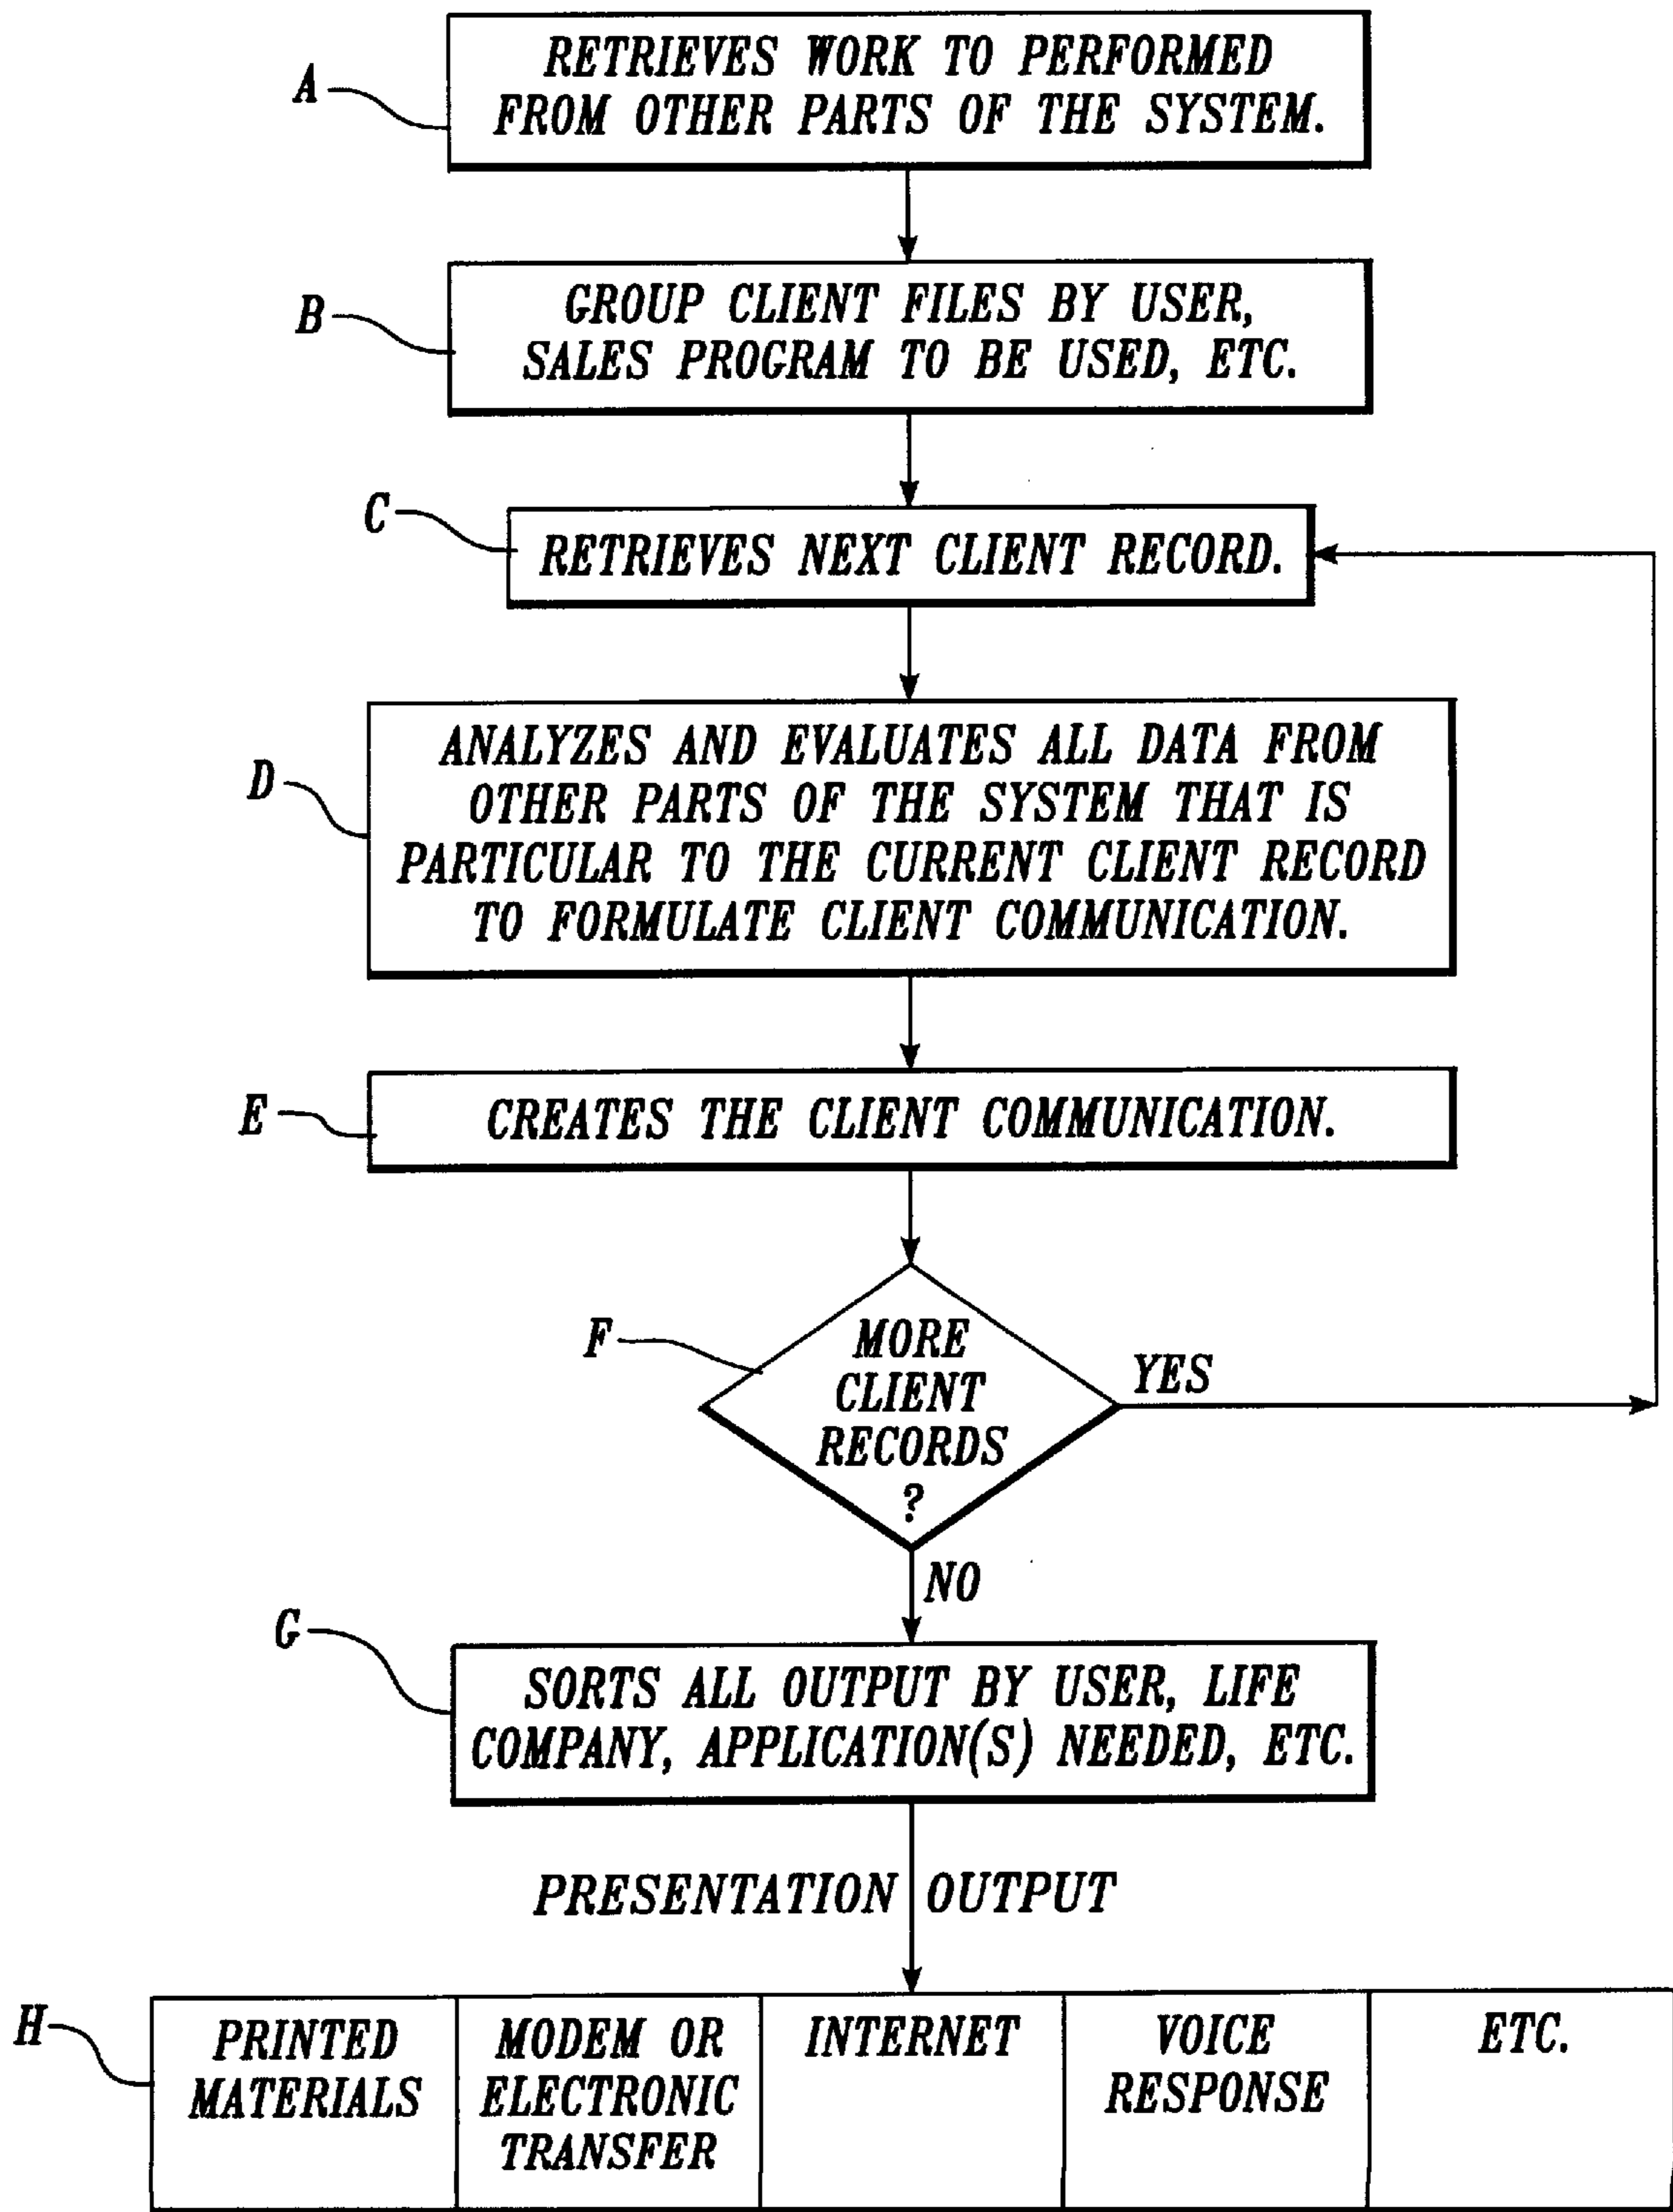 A
RETRIEVES WORK TO PERFORMED
FROM OTHER PARTS OF THE SYSTEM.
B
GROUP CLIENT FILES BY USER,
SALES PROGRAM TO BE USED, ETC.
C
RETRIEVES NEXT CLIENT RECORD.
D
ANALYZES AND EVALUATES ALL DATA FROM
OTHER PARTS OF THE SYSTEM THAT IS
PARTICULAR TO THE CURRENT CLIENT RECORD
TO FORMULATE CLIENT COMMUNICATION.
E
CREATES THE CLIENT COMMUNICATION.
F
MORE
CLIENT
RECORDS
?
YES
NO
G
SORTS ALL OUTPUT BY USER, LIFE
COMPANY, APPLICATION(S) NEEDED, ETC.
PRESENTATION OUTPUT
H
PRINTED
MATERIALS
MODEM OR
ELECTRONIC
TRANSFER
INTERNET
VOICE
RESPONSE
ETC.